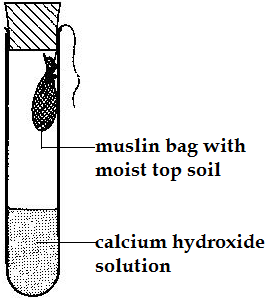 muslin bag with
moist top soil
calcium hydroxide
solution